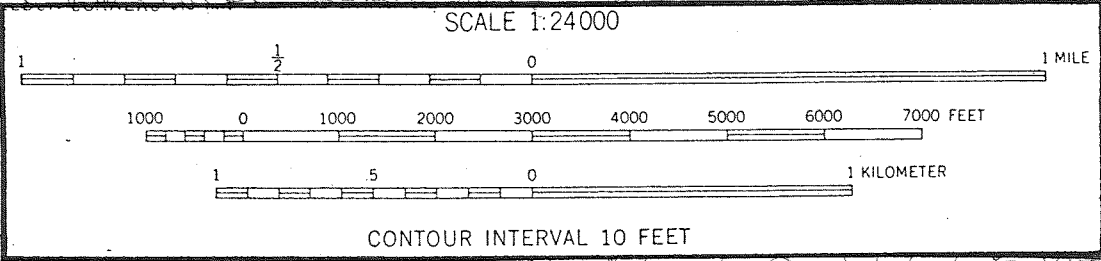 SCALE 1:24000
1 1/2 0 1 MILE
1000 0 1000 2000 3000 4000 5000 6000 7000 FEET
1 .5 0 1 KILOMETER
CONTOUR INTERVAL 10 FEET